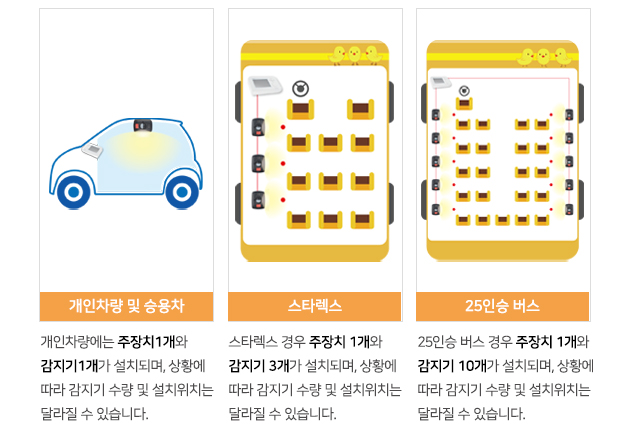 개인차량 및 승용차
개인차량에는 주장치1개와
감지기1개가 설치되며, 상황에
따라 감지기 수량 및 설치위치는
달라질 수 있습니다.
스타렉스
스타렉스 경우 주장치 1개와
감지기 3개가 설치되며, 상황에
따라 감지기 수량 및 설치위치는
달라질 수 있습니다.
25인승 버스
25인승 버스 경우 주장치 1개와
감지기 10개가 설치되며, 상황에
따라 감지기 수량 및 설치위치는
달라질 수 있습니다.